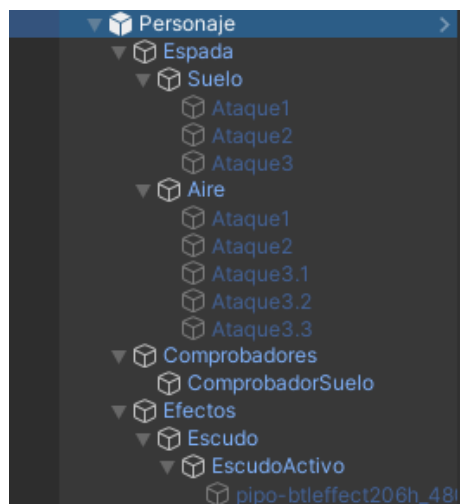 Personaje
Espada
Suelo
Ataque1
Ataque2
Ataque3
Aire
Ataque1
Ataque2
Ataque3.1
Ataque3.2
Ataque3.3
Comprobadores
ComprobadorSuelo
Efectos
Escudo
EscudoActivo
pipo-btleffect206h_48